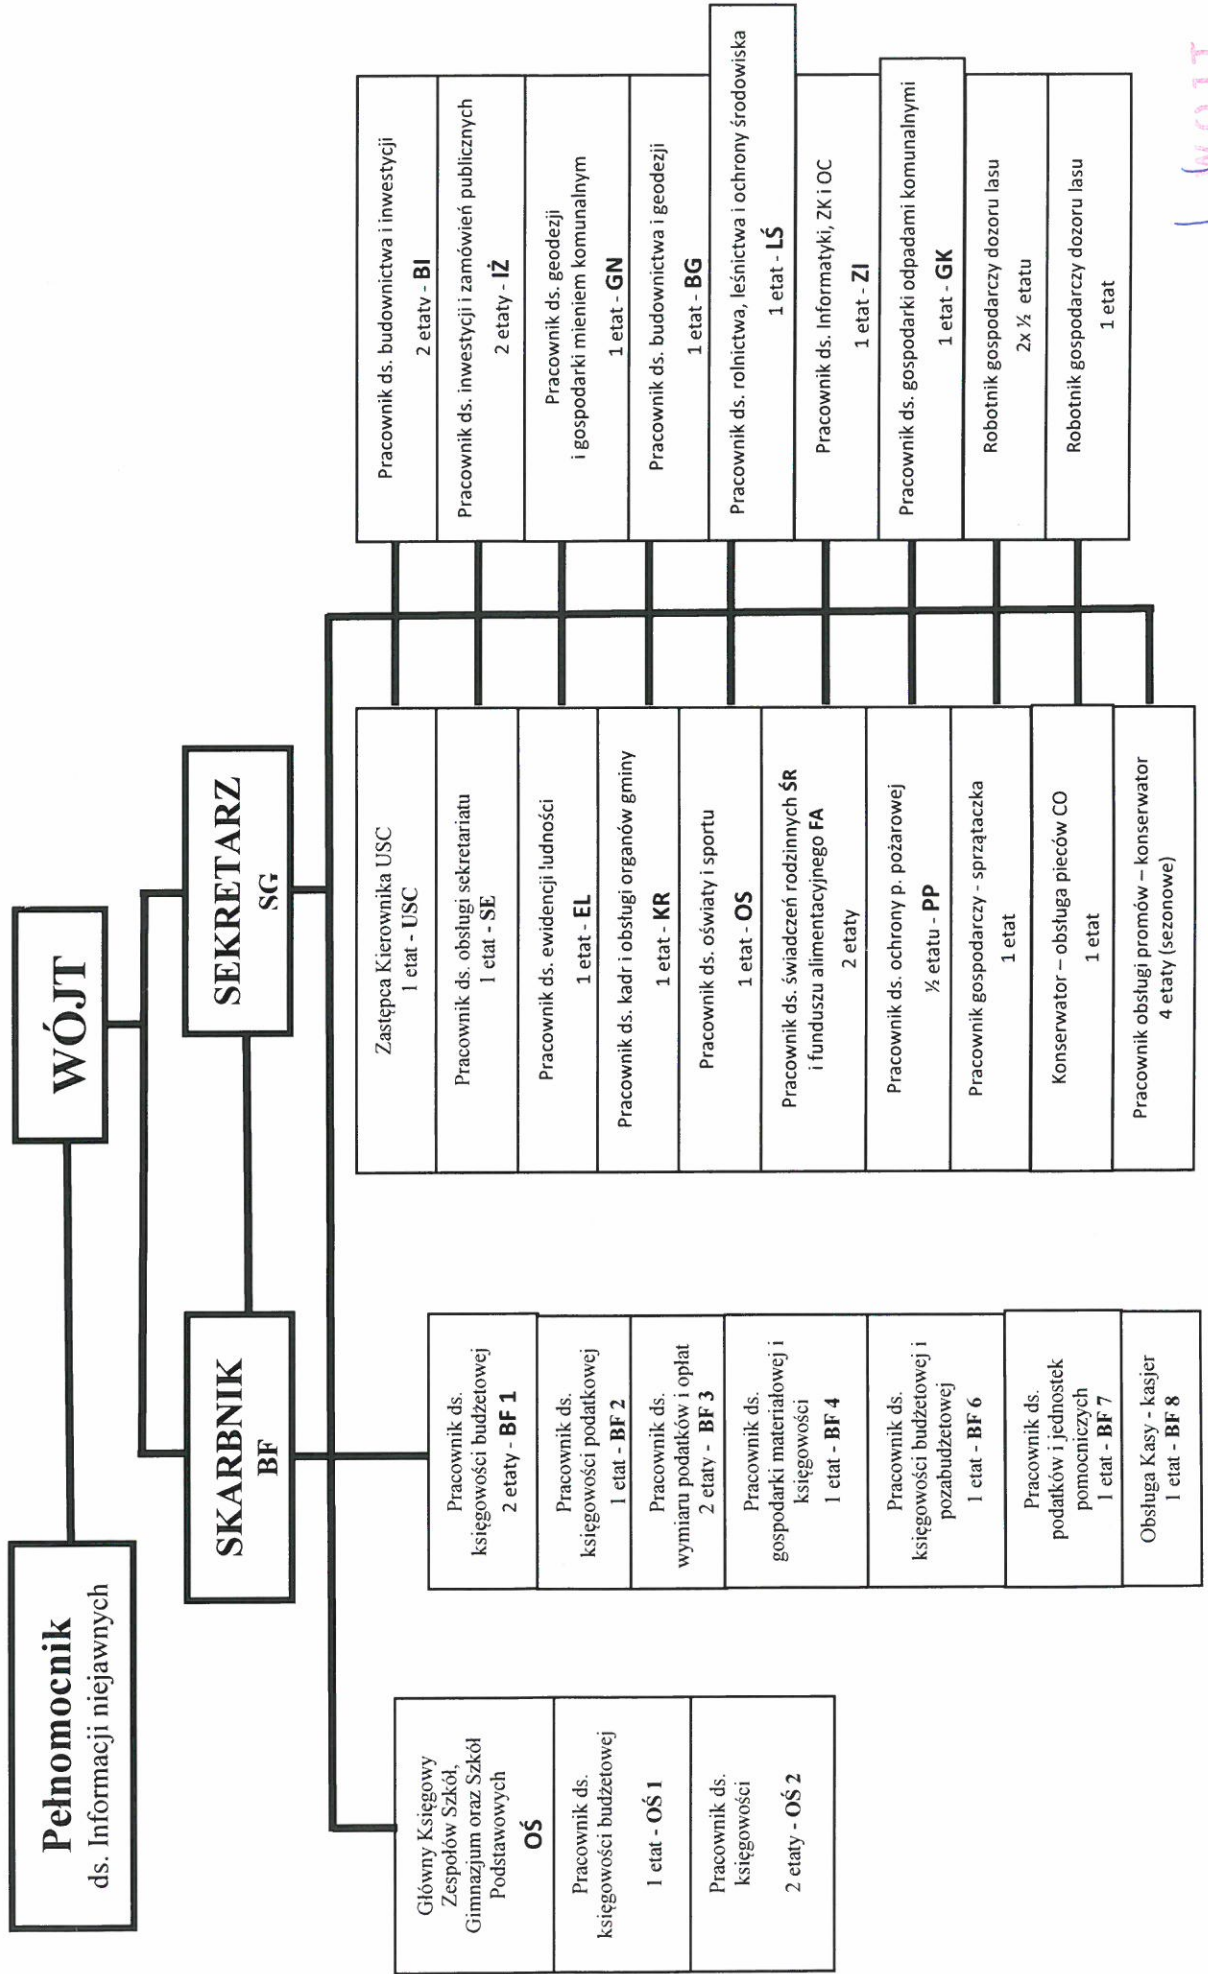 Pełnomocnik
ds. Informacji niejawnych
WÓJT
SKARBNIK
BF
SEKRETARZ
SG
Główny Księgowy
Zespołów Szkół,
Gimnazjum oraz Szkół
Podstawowych
OŚ
Pracownik ds.
księgowości budżetowej
1 etat - OŚ 1
Pracownik ds.
księgowości
2 etaty - OŚ 2
Pracownik ds.
księgowości budżetowej
2 etaty - BF 1
Pracownik ds.
księgowości podatkowej
1 etat - BF 2
Pracownik ds.
wymiaru podatków i opłat
2 etaty - BF 3
Pracownik ds.
gospodarki materiałowej i
księgowości
1 etat - BF 4
Pracownik ds.
księgowości budżetowej i
pozabudżetowej
1 etat - BF 6
Pracownik ds.
podatków i jednostek
pomocniczych
1 etat - BF 7
Obsługa Kasy - kasjer
1 etat - BF 8
Zastępca Kierownika USC
1 etat - USC
Pracownik ds. obsługi sekretariatu
1 etat - SE
Pracownik ds. ewidencji ludności
1 etat - EL
Pracownik ds. kadr i obsługi organów gminy
1 etat - KR
Pracownik ds. oświaty i sportu
1 etat - OS
Pracownik ds. świadczeń rodzinnych ŚR
i funduszu alimentacyjnego FA
2 etaty
Pracownik ds. ochrony p. pożarowej
½ etatu - PP
Pracownik gospodarczy - sprzątaczka
1 etat
Konserwator – obsługa pieców CO
1 etat
Pracownik obsługi promów – konserwator
4 etaty (sezonowe)
Pracownik ds. budownictwa i inwestycji
2 etaty - BI
Pracownik ds. inwestycji i zamówień publicznych
2 etaty - IŻ
Pracownik ds. geodezji
i gospodarki mieniem komunalnym
1 etat - GN
Pracownik ds. budownictwa i geodezji
1 etat - BG
Pracownik ds. rolnictwa, leśnictwa i ochrony środowiska
1 etat - LŚ
Pracownik ds. Informatyki, ZK i OC
1 etat - ZI
Pracownik ds. gospodarki odpadami komunalnymi
1 etat - GK
Robotnik gospodarczy dozoru lasu
2x ½ etatu
Robotnik gospodarczy dozoru lasu
1 etat
WÓJT